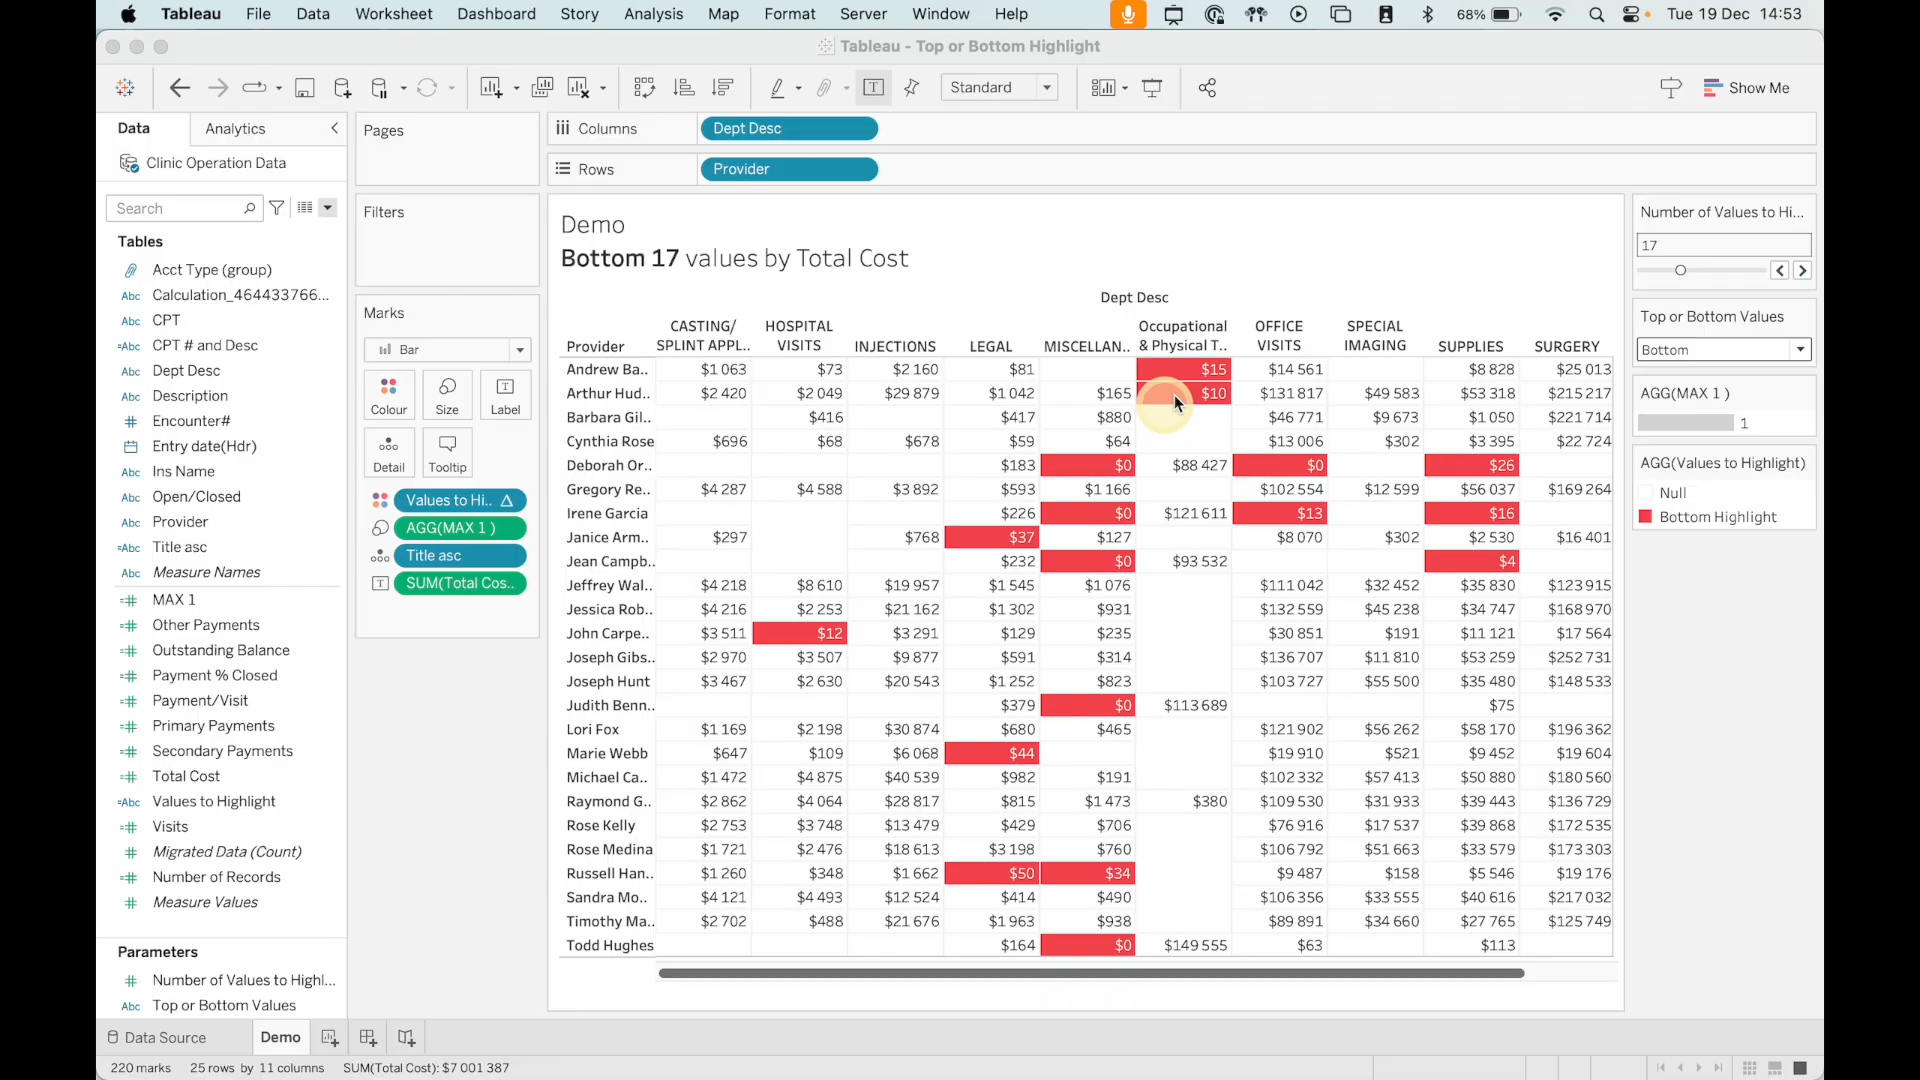 Tableau File Data Worksheet Dashboard Story Analysis Map Format Server Window Help 68% Tue 19 Dec 14:53
Tableau - Top or Bottom Highlight
Standard Show Me
Data Analytics
Clinic Operation Data
Search
Tables
Acct Type (group)
Abc Calculation_464433766...
Abc CPT
=Abc CPT # and Desc
Abc Dept Desc
Abc Description
# Encounter#
Entry date(Hdr)
Abc Ins Name
Abc Open/Closed
Abc Provider
=Abc Title asc
Abc Measure Names
=# MAX 1
=# Other Payments
=# Outstanding Balance
=# Payment % Closed
=# Payment/Visit
=# Primary Payments
=# Secondary Payments
=# Total Cost
=Abc Values to Highlight
=# Visits
# Migrated Data (Count)
=# Number of Records
# Measure Values
Parameters
# Number of Values to Highl...
Abc Top or Bottom Values
Pages
Filters
Marks
Bar
Colour Size Label
Detail Tooltip
Values to Hi.. Δ
AGG(MAX 1 )
Title asc
SUM(Total Cos..
Columns Dept Desc
Rows Provider
Demo
Bottom 17 values by Total Cost
Dept Desc
CASTING/ HOSPITAL Occupational OFFICE SPECIAL
Provider SPLINT APPL.. VISITS INJECTIONS LEGAL MISCELLAN.. & Physical T.. VISITS IMAGING SUPPLIES SURGERY
Andrew Ba.. $1 063 $73 $2 160 $81 $15 $14 561 $8 828 $25 013
Arthur Hud.. $2 420 $2 049 $29 879 $1 042 $165 $10 $131 817 $49 583 $53 318 $215 217
Barbara Gil.. $416 $417 $880 $46 771 $9 673 $1 050 $221 714
Cynthia Rose $696 $68 $678 $59 $64 $13 006 $302 $3 395 $22 724
Deborah Or.. $183 $0 $88 427 $0 $26
Gregory Re.. $4 287 $4 588 $3 892 $593 $1 166 $102 554 $12 599 $56 037 $169 264
Irene Garcia $226 $0 $121 611 $13 $16
Janice Arm.. $297 $768 $37 $127 $8 070 $302 $2 530 $16 401
Jean Campb.. $232 $0 $93 532 $4
Jeffrey Wal.. $4 218 $8 610 $19 957 $1 545 $1 076 $111 042 $32 452 $35 830 $123 915
Jessica Rob.. $4 216 $2 253 $21 162 $1 302 $931 $132 559 $45 238 $34 747 $168 970
John Carpe.. $3 511 $12 $3 291 $129 $235 $30 851 $191 $11 121 $17 564
Joseph Gibs.. $2 970 $3 507 $9 877 $591 $314 $136 707 $11 810 $53 259 $252 731
Joseph Hunt $3 467 $2 630 $20 543 $1 252 $823 $103 727 $55 500 $35 480 $148 533
Judith Benn.. $379 $0 $113 689 $75
Lori Fox $1 169 $2 198 $30 874 $680 $465 $121 902 $56 262 $58 170 $196 362
Marie Webb $647 $109 $6 068 $44 $19 910 $521 $9 452 $19 604
Michael Ca.. $1 472 $4 875 $40 539 $982 $191 $102 332 $57 413 $50 880 $180 560
Raymond G.. $2 862 $4 064 $28 817 $815 $1 473 $380 $109 530 $31 933 $39 443 $136 729
Rose Kelly $2 753 $3 748 $13 479 $429 $706 $76 916 $17 537 $39 868 $172 535
Rose Medina $1 721 $2 476 $18 613 $3 198 $760 $106 792 $51 663 $33 579 $173 303
Russell Han.. $1 260 $348 $1 662 $50 $34 $9 487 $158 $5 546 $19 176
Sandra Mo.. $4 121 $4 493 $12 524 $414 $490 $106 356 $33 555 $40 616 $217 032
Timothy Ma.. $2 702 $488 $21 676 $1 963 $938 $89 891 $34 660 $27 765 $125 749
Todd Hughes $164 $0 $149 555 $63 $113
Number of Values to Hi...
17
Top or Bottom Values
Bottom
AGG(MAX 1 )
1
AGG(Values to Highlight)
Null
Bottom Highlight
Data Source Demo
220 marks 25 rows by 11 columns SUM(Total Cost): $7 001 387